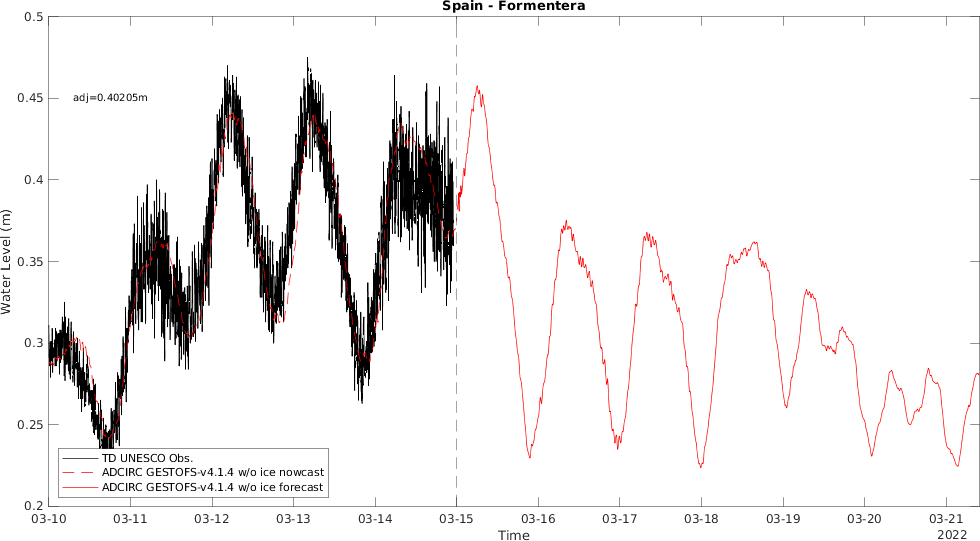 Spain - Formentera
0.5
0.45
0.4
0.35
0.3
0.25
0.2
Water Level (m)
adj=0.40205m
TD UNESCO Obs.
ADCIRC GESTOFS-v4.1.4 w/o ice nowcast
ADCIRC GESTOFS-v4.1.4 w/o ice forecast
03-10 03-11 03-12 03-13 03-14 03-15 03-16 03-17 03-18 03-19 03-20 03-21
Time
2022